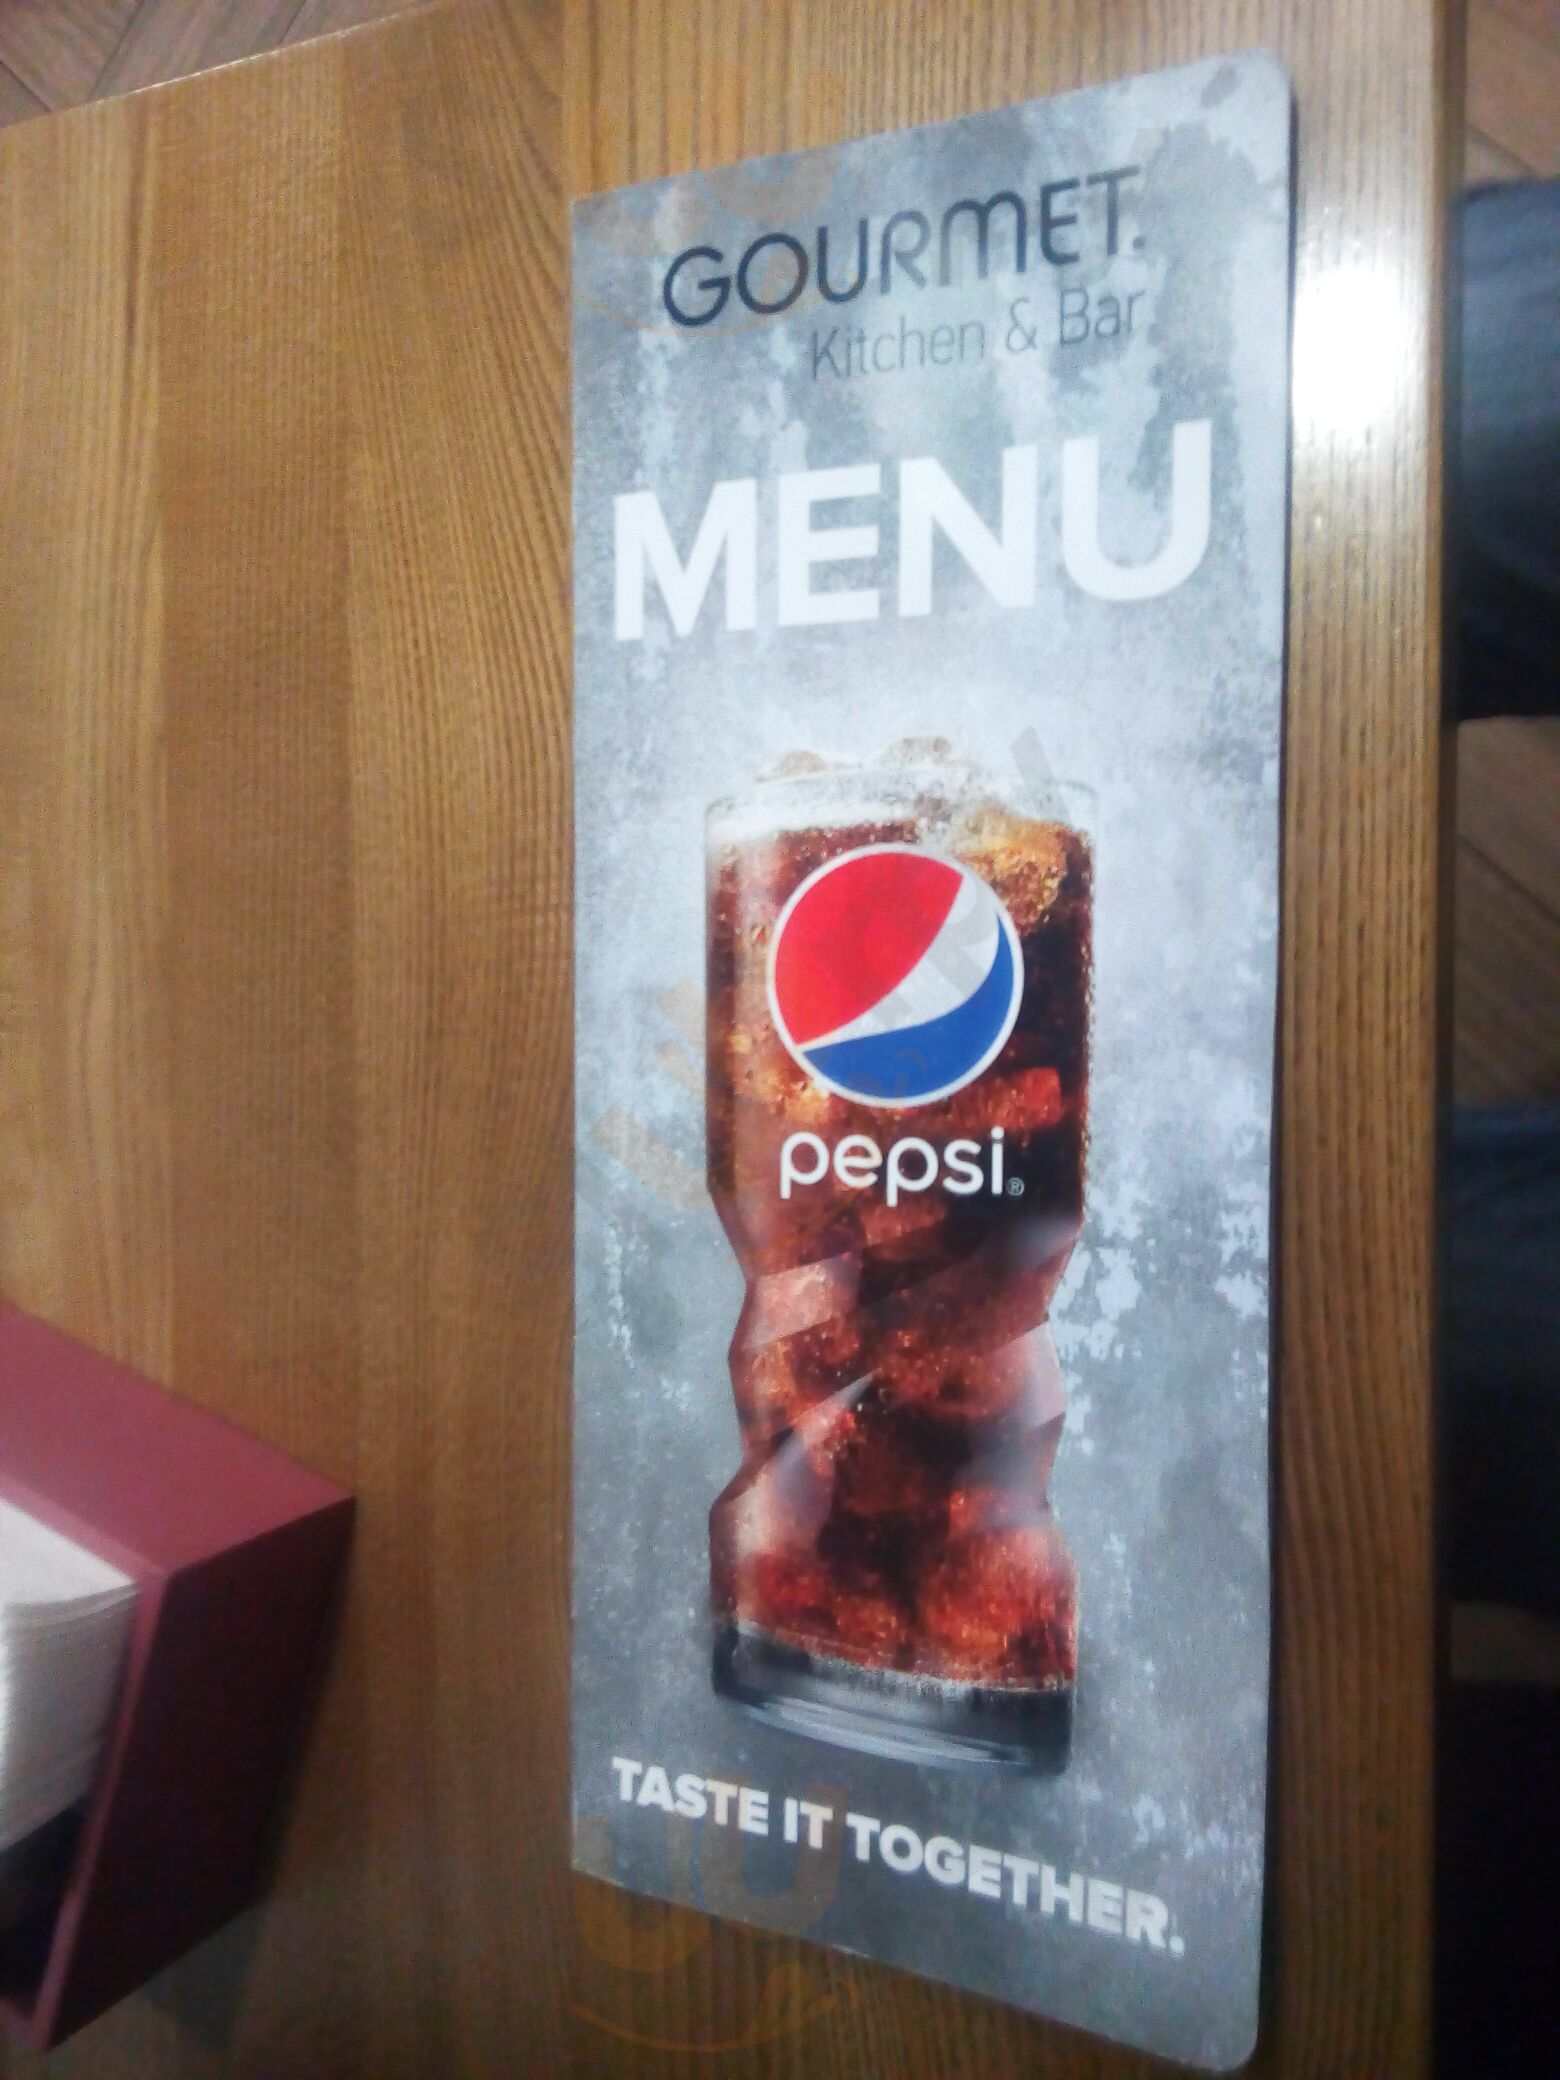 GOURMET.
Kitchen & Bar
MENU
pepsi®
TASTE IT TOGETHER.